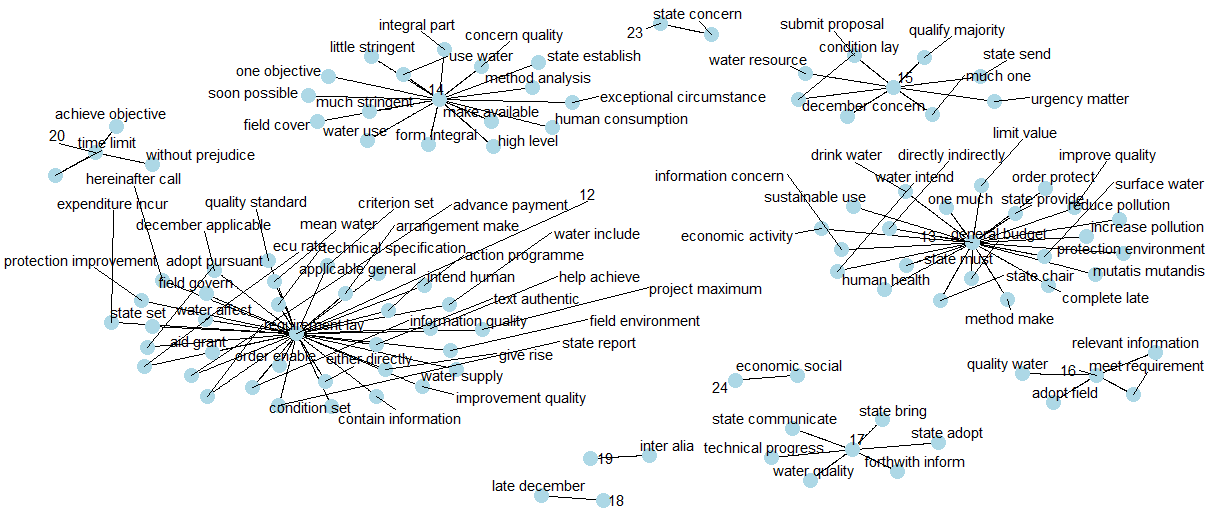 state concern
23
integral part
concern quality
little stringent
use water
state establish
one objective
method analysis
soon possible
14
exceptional circumstance
much stringent
make available
field cover
water use
form integral
human consumption
high level
submit proposal
qualify majority
condition lay
state send
water resource
15
much one
december concern
urgency matter
achieve objective
20
time limit
without prejudice
limit value
drink water
directly indirectly
improve quality
information concern
water intend
order protect
surface water
sustainable use
one much
state provide
reduce pollution
economic activity
13
general budget
increase pollution
state must
protection environment
human health
state chair
mutatis mutandis
complete late
method make
hereinafter call
expenditure incur
quality standard
criterion set
advance payment
12
december applicable
mean water
arrangement make
water include
ecu rate
technical specification
action programme
protection improvement
adopt pursuant
applicable general
intend human
help achieve
field govern
text authentic
project maximum
state set
water affect
requirement lay
information quality
field environment
aid grant
order enable
either directly
give rise
state report
water supply
improvement quality
condition set
contain information
relevant information
quality water
16
meet requirement
adopt field
economic social
24
state communicate
state bring
technical progress
17
state adopt
water quality
forthwith inform
inter alia
19
late december
18